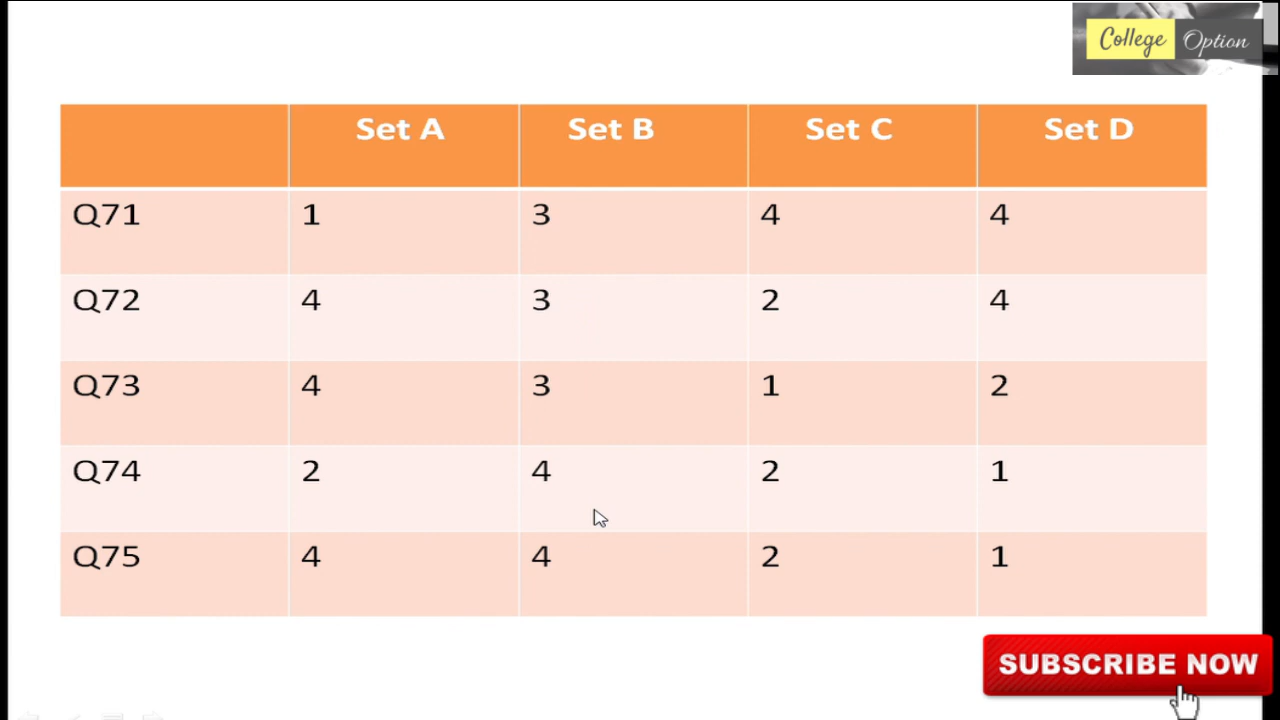 College Option
Set A Set B Set C Set D
Q71 1 3 4 4
Q72 4 3 2 4
Q73 4 3 1 2
Q74 2 4 2 1
Q75 4 4 2 1
SUBSCRIBE NOW